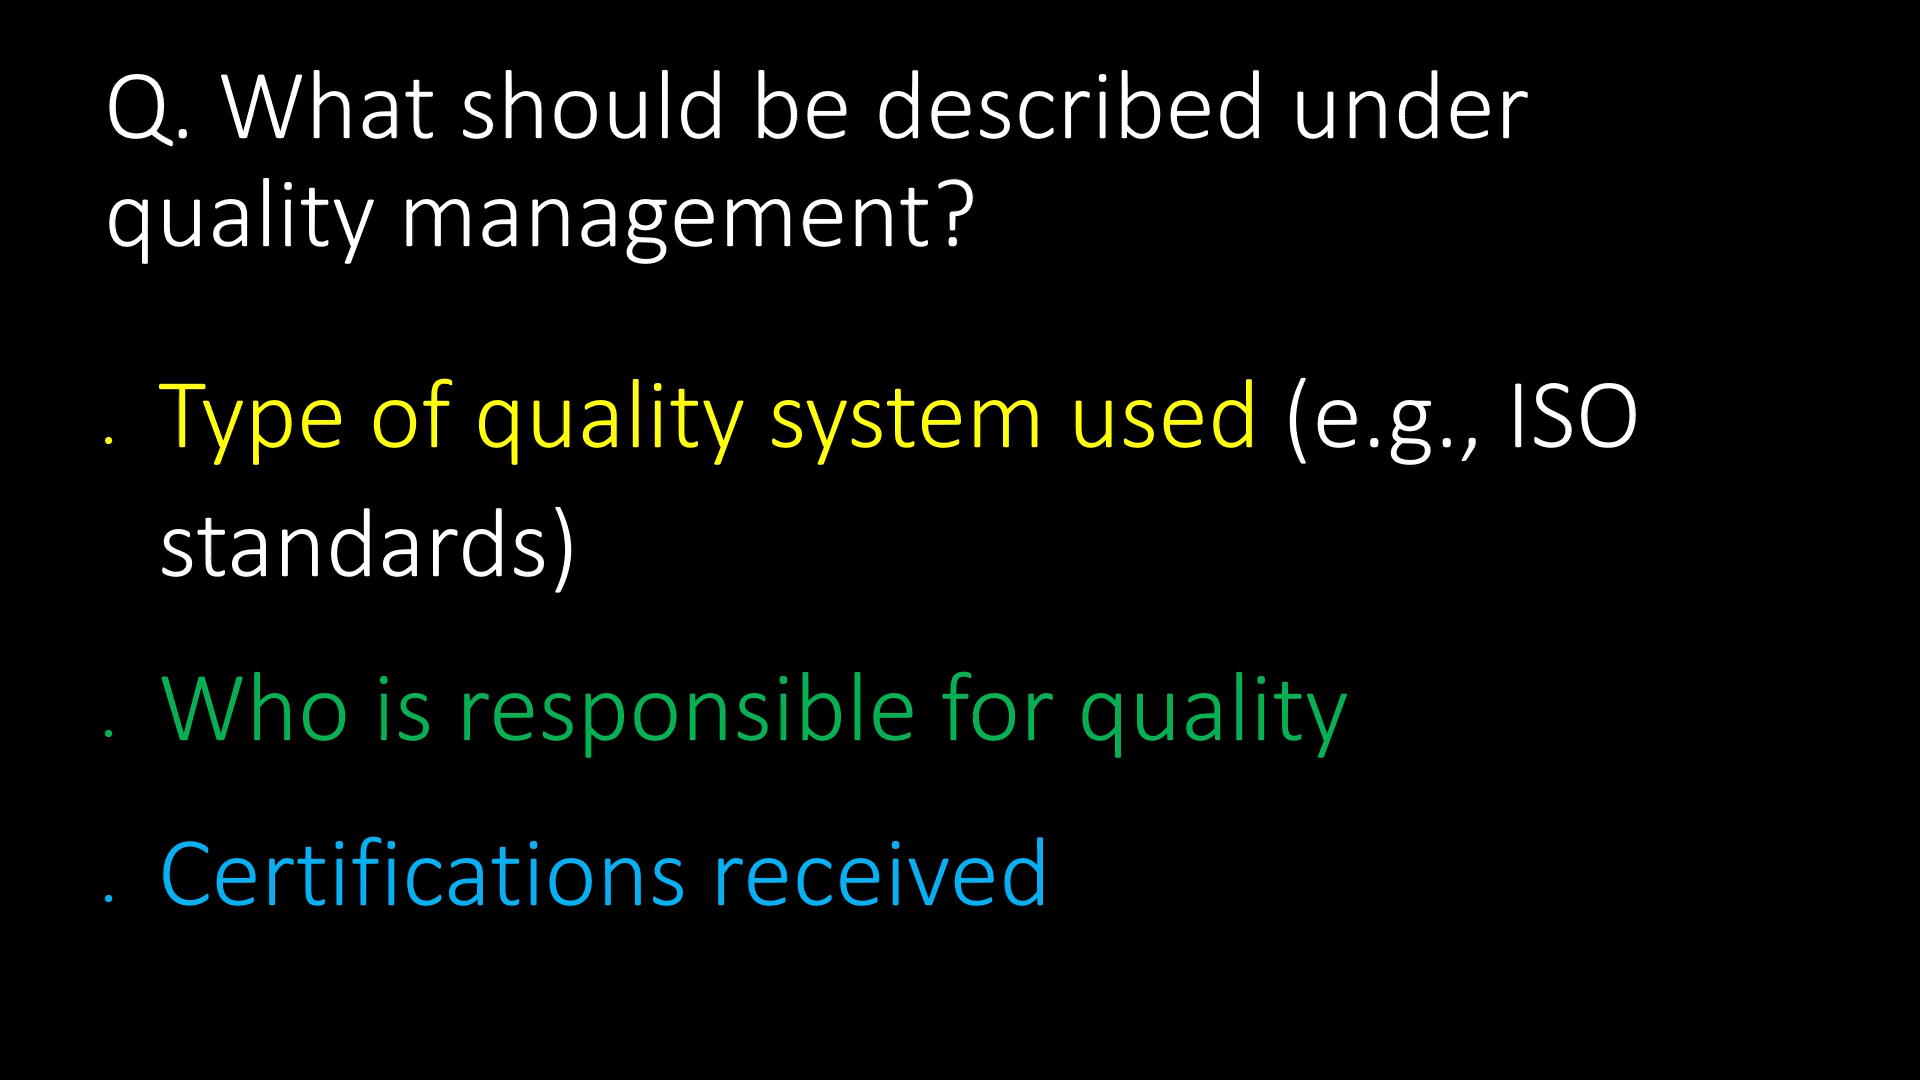 Q. What should be described under
quality management?
• Type of quality system used (e.g., ISO
standards)
• Who is responsible for quality
• Certifications received